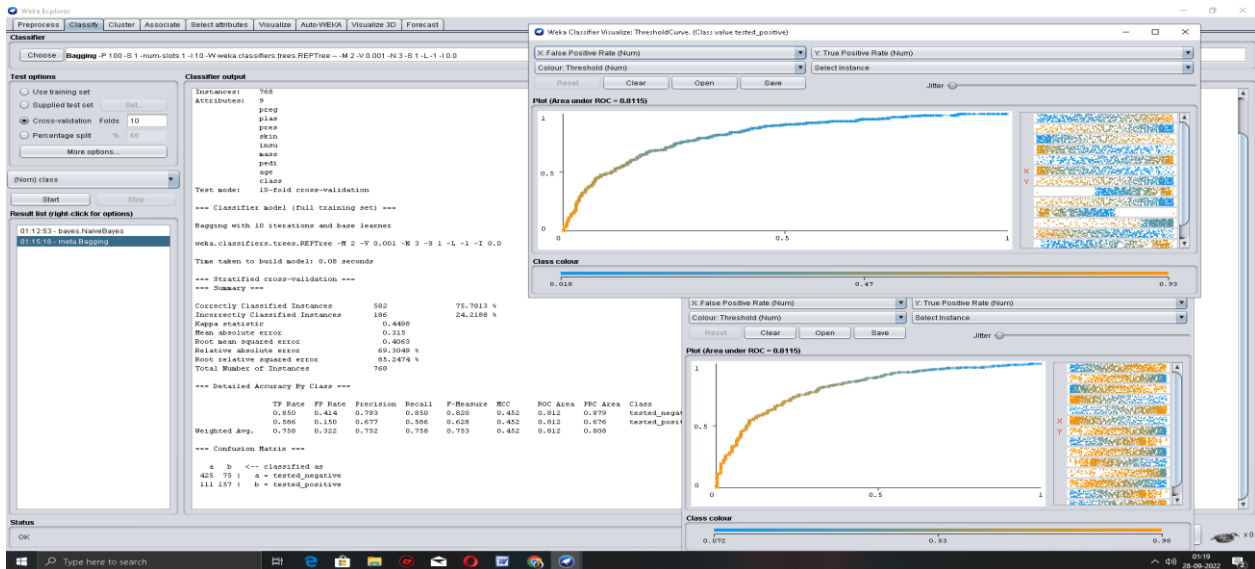 Weka Explorer
Preprocess Classify Cluster Associate Select attributes Visualize Auto-WEKA Visualize 3D Forecast
Classifier
Choose Bagging -P 100 -S 1 -num-slots 1 -I 10 -W weka.classifiers.trees.REPTree -- -M 2 -V 0.001 -N 3 -S 1 -L -1 -I 0.0
Test options
Use training set
Supplied test set Set...
Cross-validation Folds 10
Percentage split % 66
More options...
(Nom) class
Start Stop
Result list (right-click for options)
01:12:53 - bayes.NaiveBayes
01:15:16 - meta.Bagging
Classifier output
Instances: 768
Attributes: 9
preg
plas
pres
skin
insu
mass
pedi
age
class
Test mode: 10-fold cross-validation
=== Classifier model (full training set) ===
Bagging with 10 iterations and base learner
weka.classifiers.trees.REPTree -M 2 -V 0.001 -N 3 -S 1 -L -1 -I 0.0
Time taken to build model: 0.08 seconds
=== Stratified cross-validation ===
=== Summary ===
Correctly Classified Instances 582 75.7813 %
Incorrectly Classified Instances 186 24.2188 %
Kappa statistic 0.4498
Mean absolute error 0.315
Root mean squared error 0.4063
Relative absolute error 69.3049 %
Root relative squared error 85.2474 %
Total Number of Instances 768
=== Detailed Accuracy By Class ===
TP Rate FP Rate Precision Recall F-Measure MCC ROC Area PRC Area Class
0.850 0.414 0.793 0.850 0.820 0.452 0.812 0.879 tested_negat
0.586 0.150 0.677 0.586 0.628 0.452 0.812 0.676 tested_posit
Weighted Avg. 0.758 0.322 0.752 0.758 0.753 0.452 0.812 0.808
=== Confusion Matrix ===
a b <-- classified as
425 75 | a = tested_negative
111 157 | b = tested_positive
Weka Classifier Visualize: ThresholdCurve. (Class value tested_positive)
X: False Positive Rate (Num) Y: True Positive Rate (Num)
Colour: Threshold (Num) Select Instance
Reset Clear Open Save Jitter
Plot (Area under ROC = 0.8115)
1
0.5
0
0 0.5 1
X
Y
Class colour
0.018 0.47 0.93
X: False Positive Rate (Num) Y: True Positive Rate (Num)
Colour: Threshold (Num) Select Instance
Reset Clear Open Save Jitter
Plot (Area under ROC = 0.8115)
1
0.5
0
0 0.5 1
X
Y
Class colour
0.072 0.53 0.98
Status
OK
x 0
Type here to search
01:19
28-09-2022